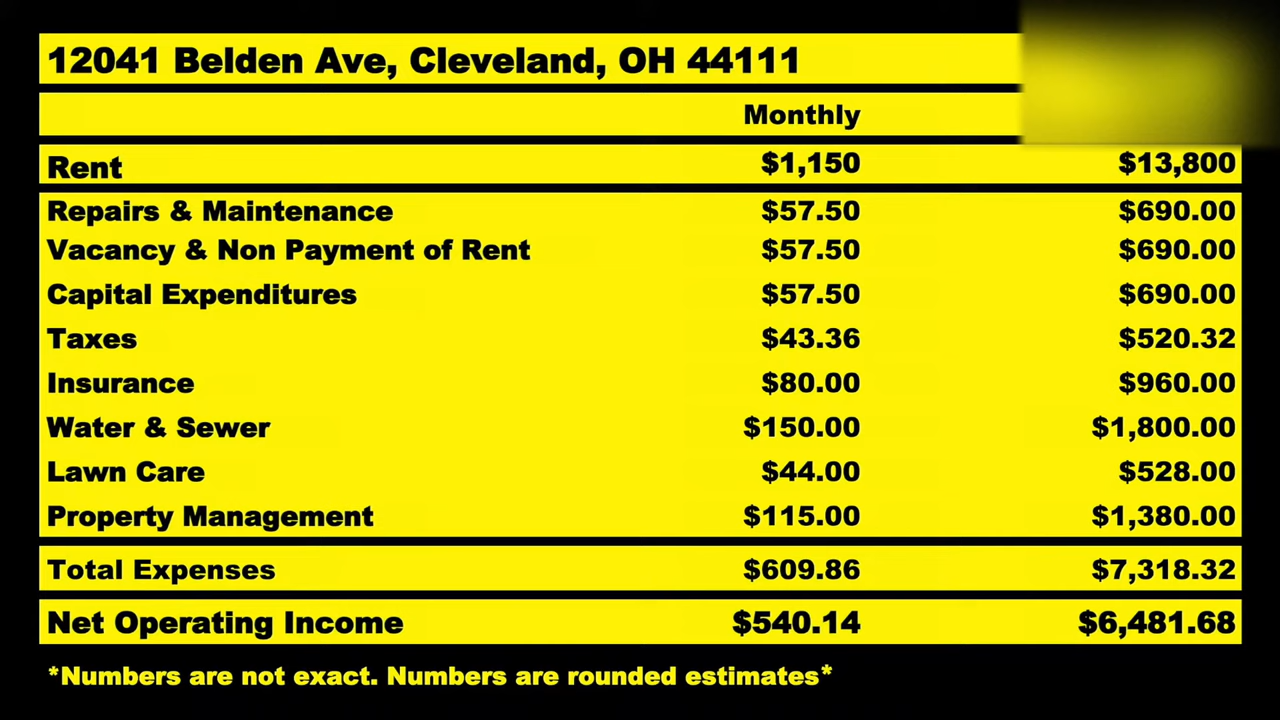 12041 Belden Ave, Cleveland, OH 44111
Monthly
Rent $1,150 $13,800
Repairs & Maintenance $57.50 $690.00
Vacancy & Non Payment of Rent $57.50 $690.00
Capital Expenditures $57.50 $690.00
Taxes $43.36 $520.32
Insurance $80.00 $960.00
Water & Sewer $150.00 $1,800.00
Lawn Care $44.00 $528.00
Property Management $115.00 $1,380.00
Total Expenses $609.86 $7,318.32
Net Operating Income $540.14 $6,481.68
*Numbers are not exact. Numbers are rounded estimates*